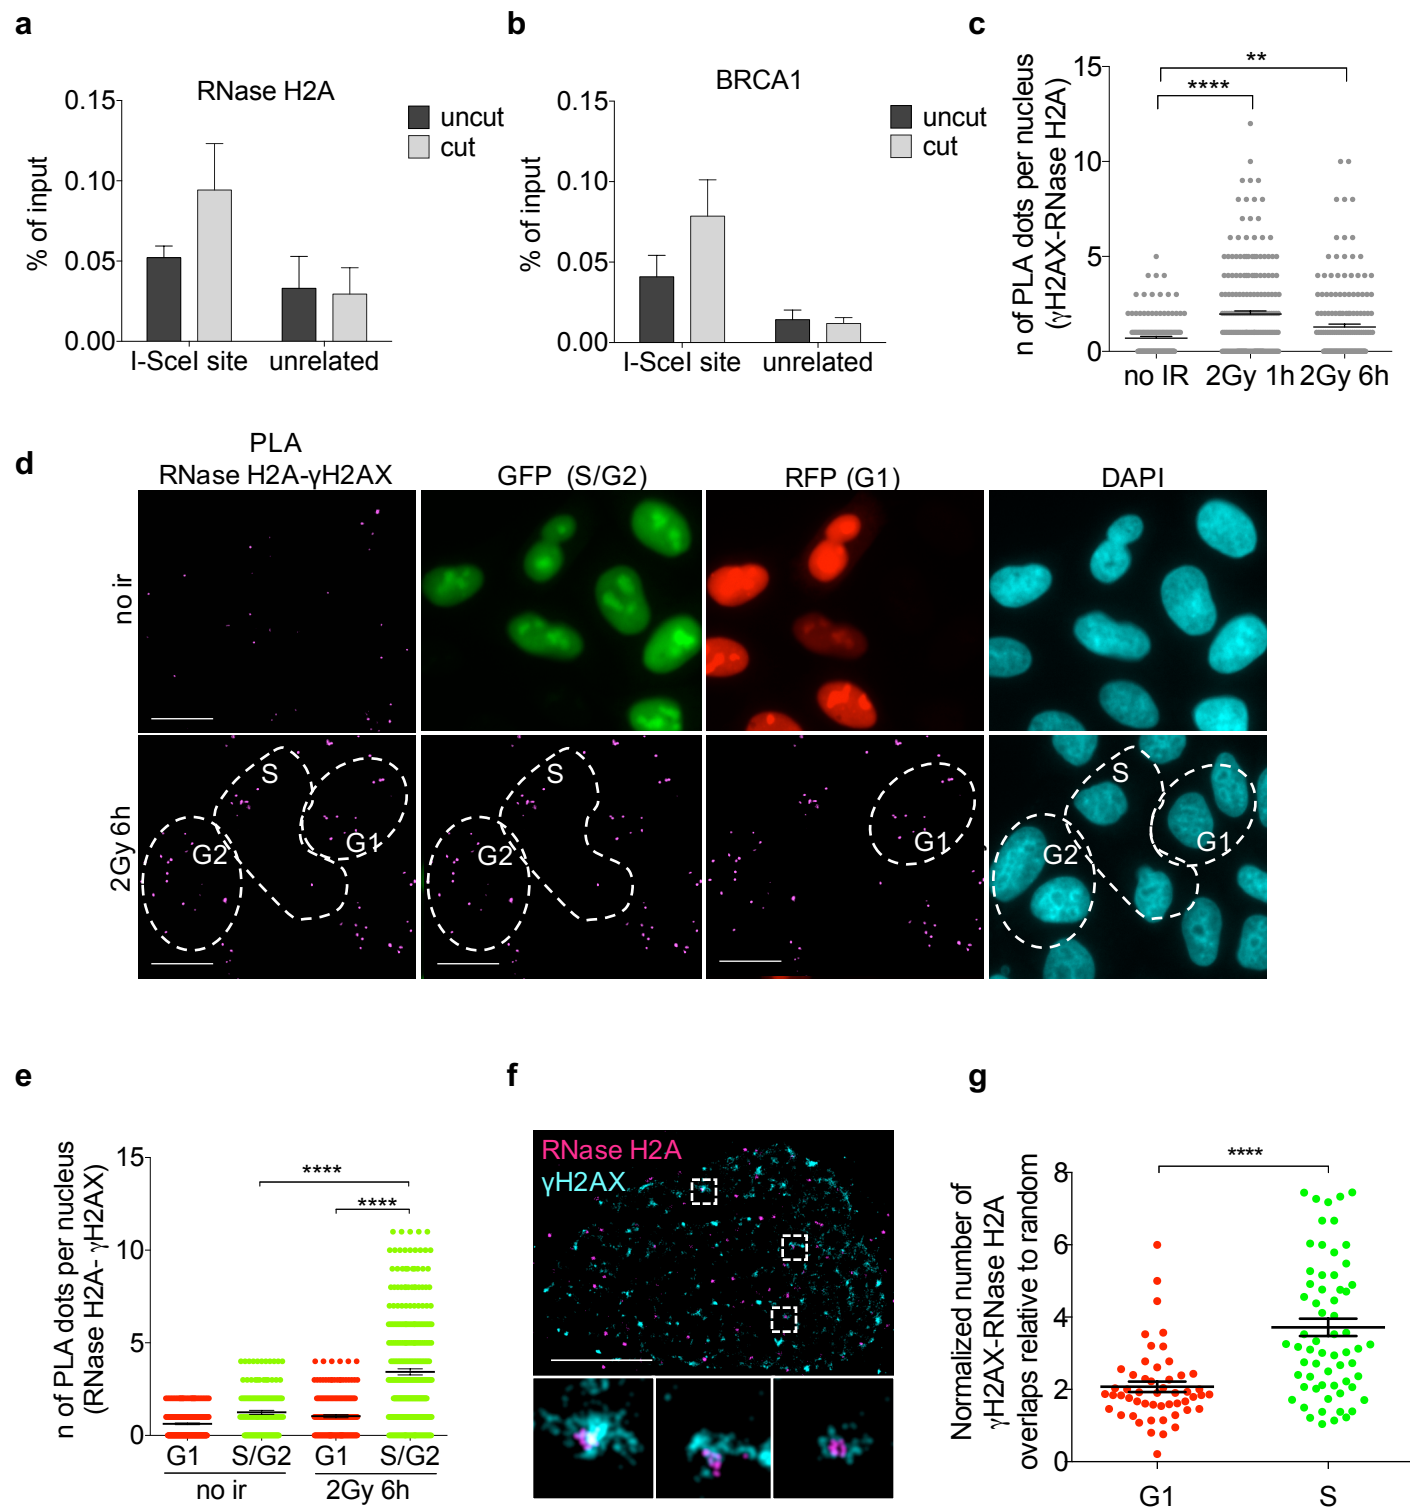 a
RNase H2A
% of input
0.15
0.10
0.05
0.00
uncut
cut
I-SceI site
unrelated
b
BRCA1
% of input
0.15
0.10
0.05
0.00
uncut
cut
I-SceI site
unrelated
c
n of PLA dots per nucleus
(γH2AX-RNase H2A)
15
10
5
0
**
****
no IR
2Gy 1h
2Gy 6h
d
PLA
RNase H2A-γH2AX
GFP (S/G2)
RFP (G1)
DAPI
no ir
2Gy 6h
S
G1
G2
S
G2
G1
S
G2
G1
e
n of PLA dots per nucleus
(RNase H2A- γH2AX)
15
10
5
0
****
****
G1
S/G2
G1
S/G2
no ir
2Gy 6h
f
RNase H2A
γH2AX
g
Normalized number of
γH2AX-RNase H2A
overlaps relative to random
8
6
4
2
0
****
G1
S